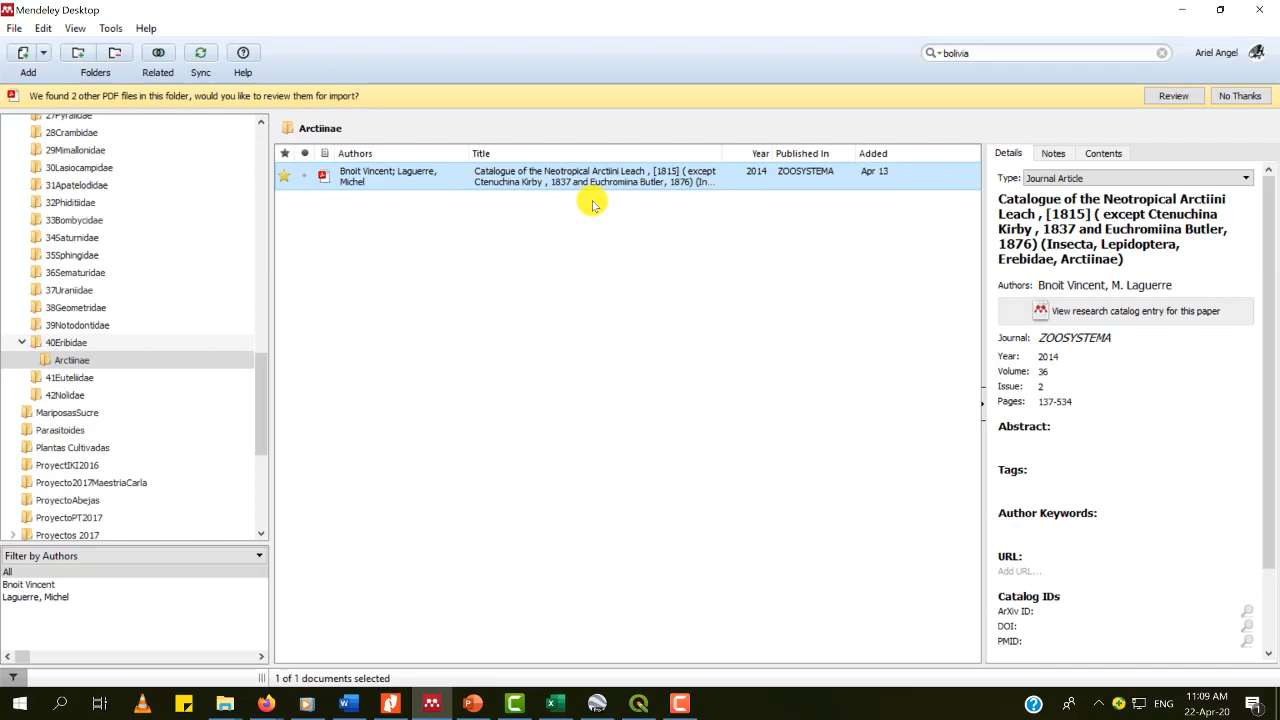 Mendeley Desktop
File Edit View Tools Help
bolivia
Ariel Angel
Add Folders Related Sync Help
We found 2 other PDF files in this folder, would you like to review them for import?
Review No Thanks
27Pyralidae
28Crambidae
29Mimallonidae
30Lasiocampidae
31Apatelodidae
32Phiditiidae
33Bombycidae
34Saturnidae
35Sphingidae
36Sematuridae
37Uraniidae
38Geometridae
39Notodontidae
40Eribidae
Arctiinae
41Euteliidae
42Nolidae
MariposasSucre
Parasitoides
Plantas Cultivadas
ProyectIKI2016
Proyecto2017MaestriaCarla
ProyectoAbejas
ProyectoPT2017
Proyectos 2017
Filter by Authors
All
Bnoit Vincent
Laguerre, Michel
Arctiinae
Authors Title Year Published In Added
Bnoit Vincent; Laguerre, Catalogue of the Neotropical Arctiini Leach , [1815] ( except 2014 ZOOSYSTEMA Apr 13
Michel Ctenuchina Kirby , 1837 and Euchromiina Butler, 1876) (In...
1 of 1 documents selected
Details Notes Contents
Type: Journal Article
Catalogue of the Neotropical Arctiini
Leach , [1815] ( except Ctenuchina
Kirby , 1837 and Euchromiina Butler,
1876) (Insecta, Lepidoptera,
Erebidae, Arctiinae)
Authors: Bnoit Vincent, M. Laguerre
View research catalog entry for this paper
Journal: ZOOSYSTEMA
Year: 2014
Volume: 36
Issue: 2
Pages: 137-534
Abstract:
Tags:
Author Keywords:
URL:
Add URL...
Catalog IDs
ArXiv ID:
DOI:
PMID:
ENG
11:09 AM
22-Apr-20